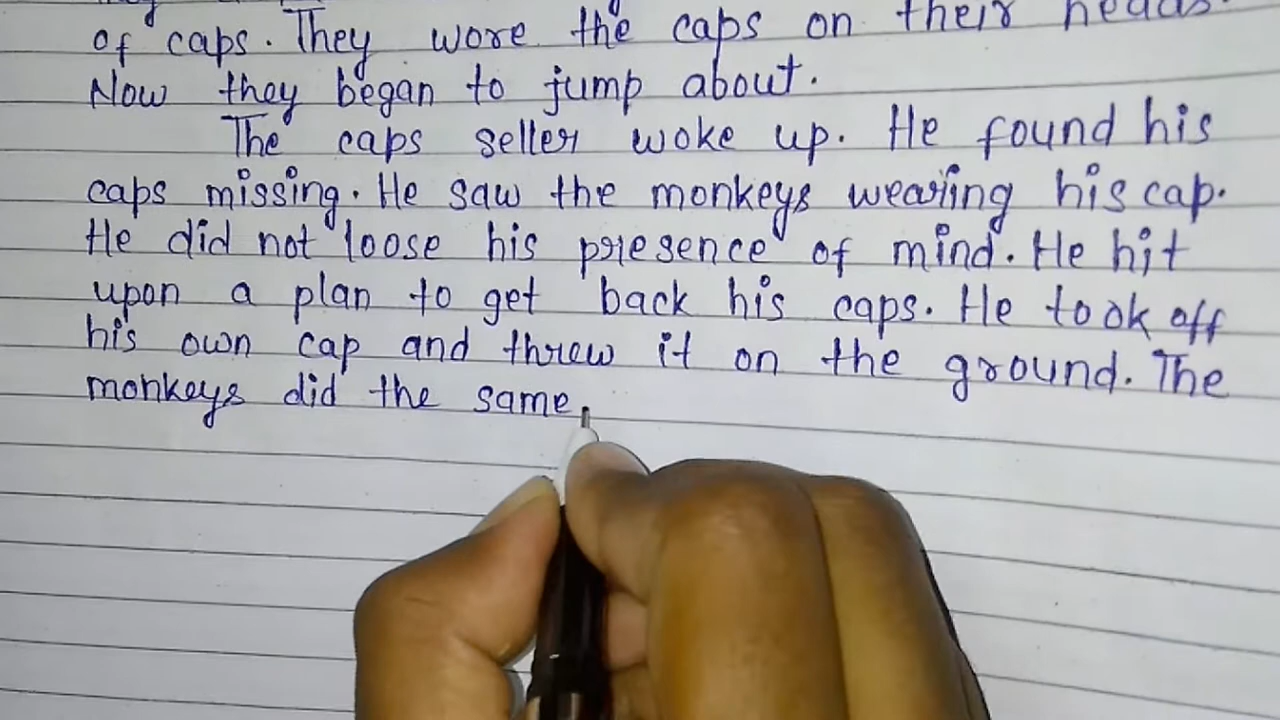 of caps. They wore the caps on their heads.
Now they began to jump about.
The caps seller woke up. He found his
caps missing. He saw the monkeys wearing his cap.
He did not loose his presence of mind. He hit
upon a plan to get back his caps. He took off
his own cap and threw it on the ground. The
monkeys did the same.